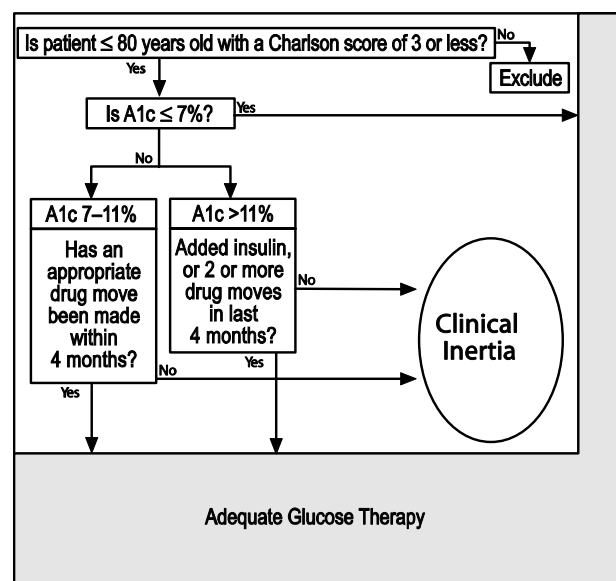 Is patient ≤ 80 years old with a Charlson score of 3 or less?
No
Yes
Exclude
Is A1c ≤ 7%?
Yes
No
A1c 7–11%
Has an
appropriate
drug move
been made
within
4 months?
A1c >11%
Added insulin,
or 2 or more
drug moves
in last
4 months?
No
Clinical
Inertia
Yes
No
Yes
Adequate Glucose Therapy